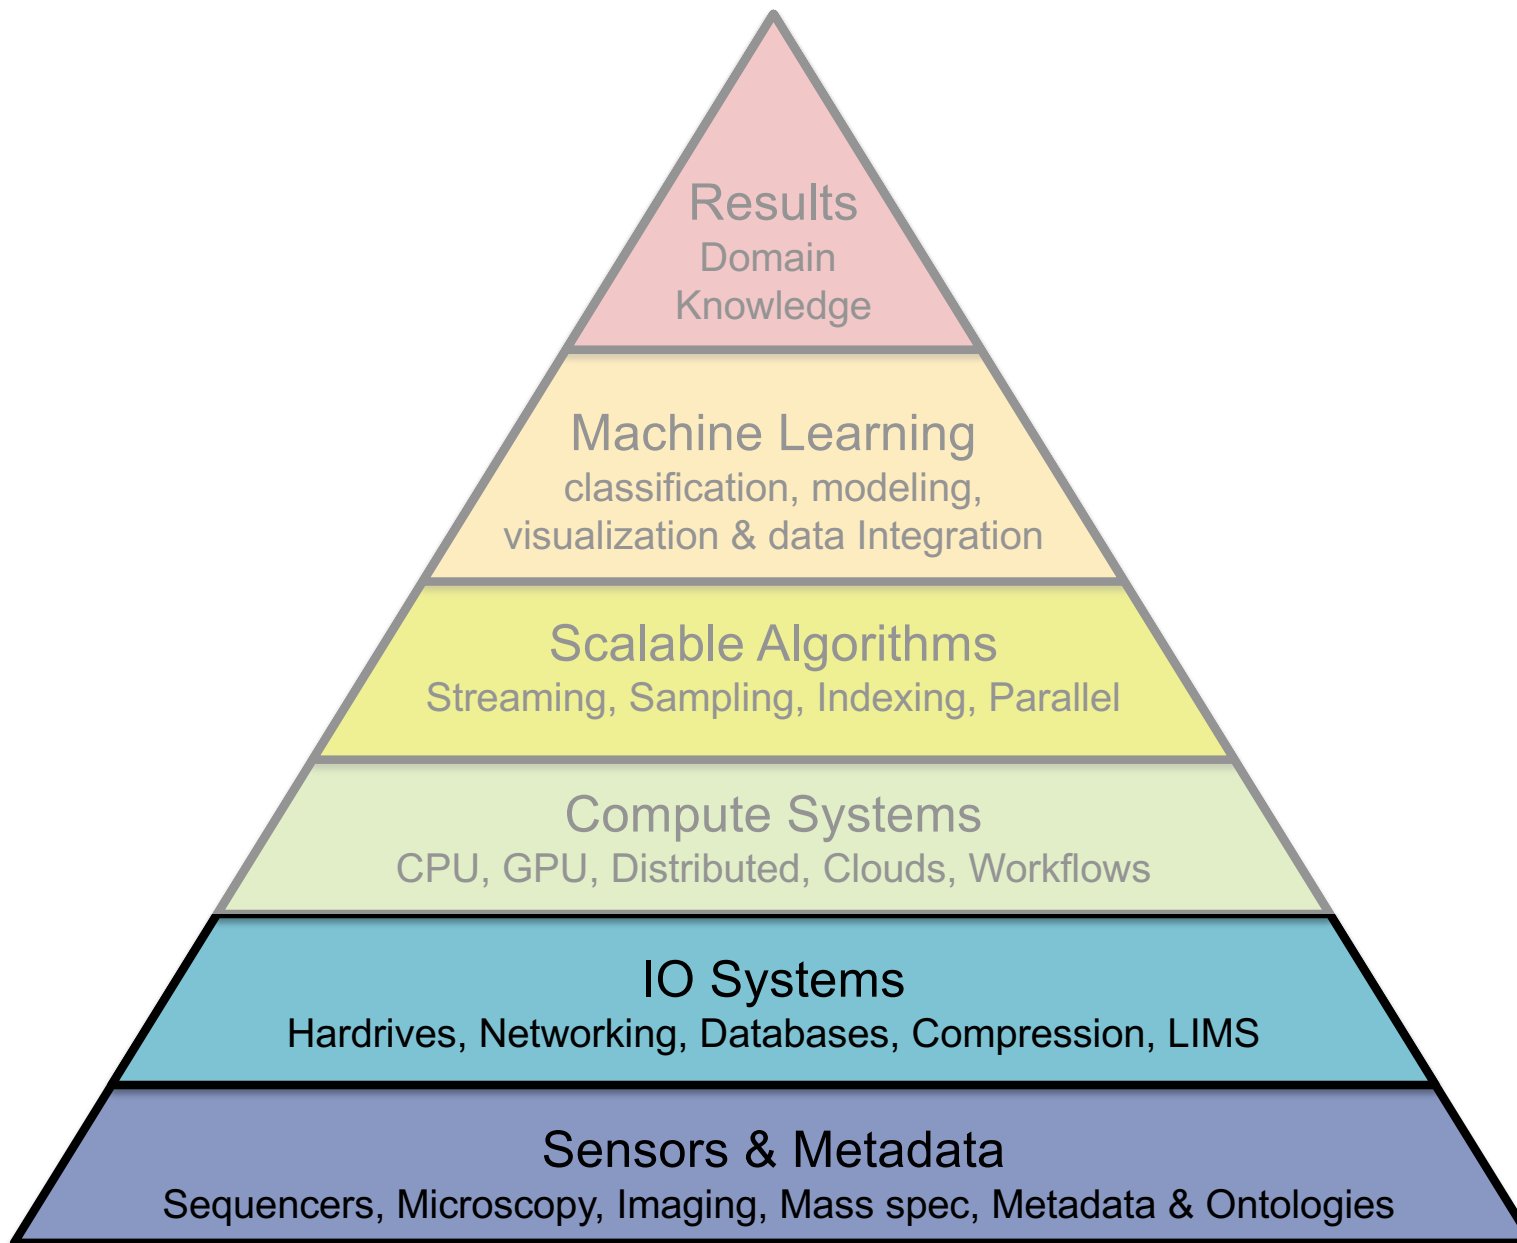 Results
Domain
Knowledge
Machine Learning
classification, modeling,
visualization & data Integration
Scalable Algorithms
Streaming, Sampling, Indexing, Parallel
Compute Systems
CPU, GPU, Distributed, Clouds, Workflows
IO Systems
Hardrives, Networking, Databases, Compression, LIMS
Sensors & Metadata
Sequencers, Microscopy, Imaging, Mass spec, Metadata & Ontologies